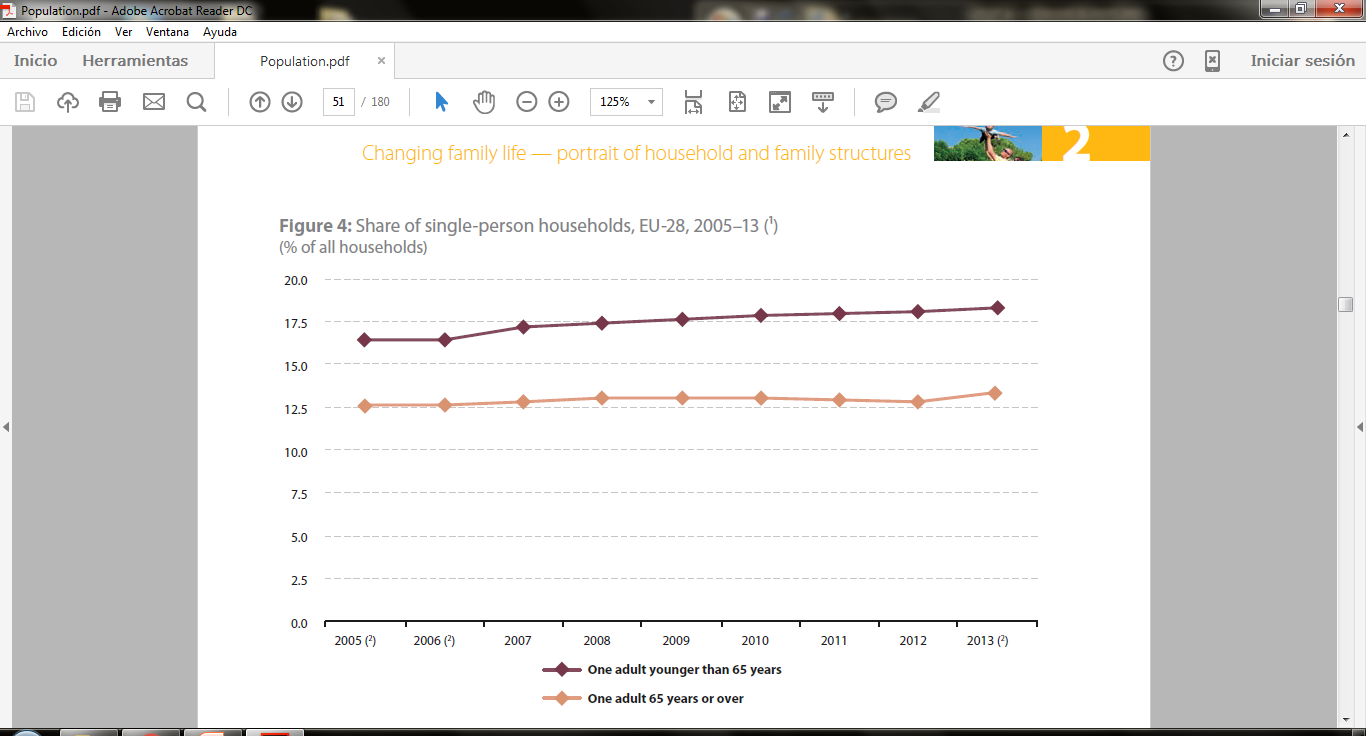 Population.pdf - Adobe Acrobat Reader DC
Archivo Edición Ver Ventana Ayuda
Inicio Herramientas Population.pdf × Iniciar sesión
51 / 180 125%
Changing family life — portrait of household and family structures 2
Figure 4: Share of single-person households, EU-28, 2005–13 (¹)
(% of all households)
20.0
17.5
15.0
12.5
10.0
7.5
5.0
2.5
0.0
2005 (²) 2006 (²) 2007 2008 2009 2010 2011 2012 2013 (²)
One adult younger than 65 years
One adult 65 years or over